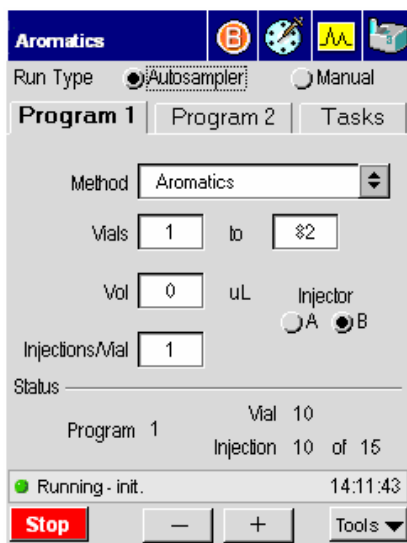 Aromatics B
Run Type Autosampler Manual
Program 1 Program 2 Tasks
Method Aromatics
Vials 1 to 82
Vol 0 uL Injector
A B
Injections/Vial 1
Status
Vial 10
Program 1
Injection 10 of 15
Running - init. 14:11:43
Stop − + Tools